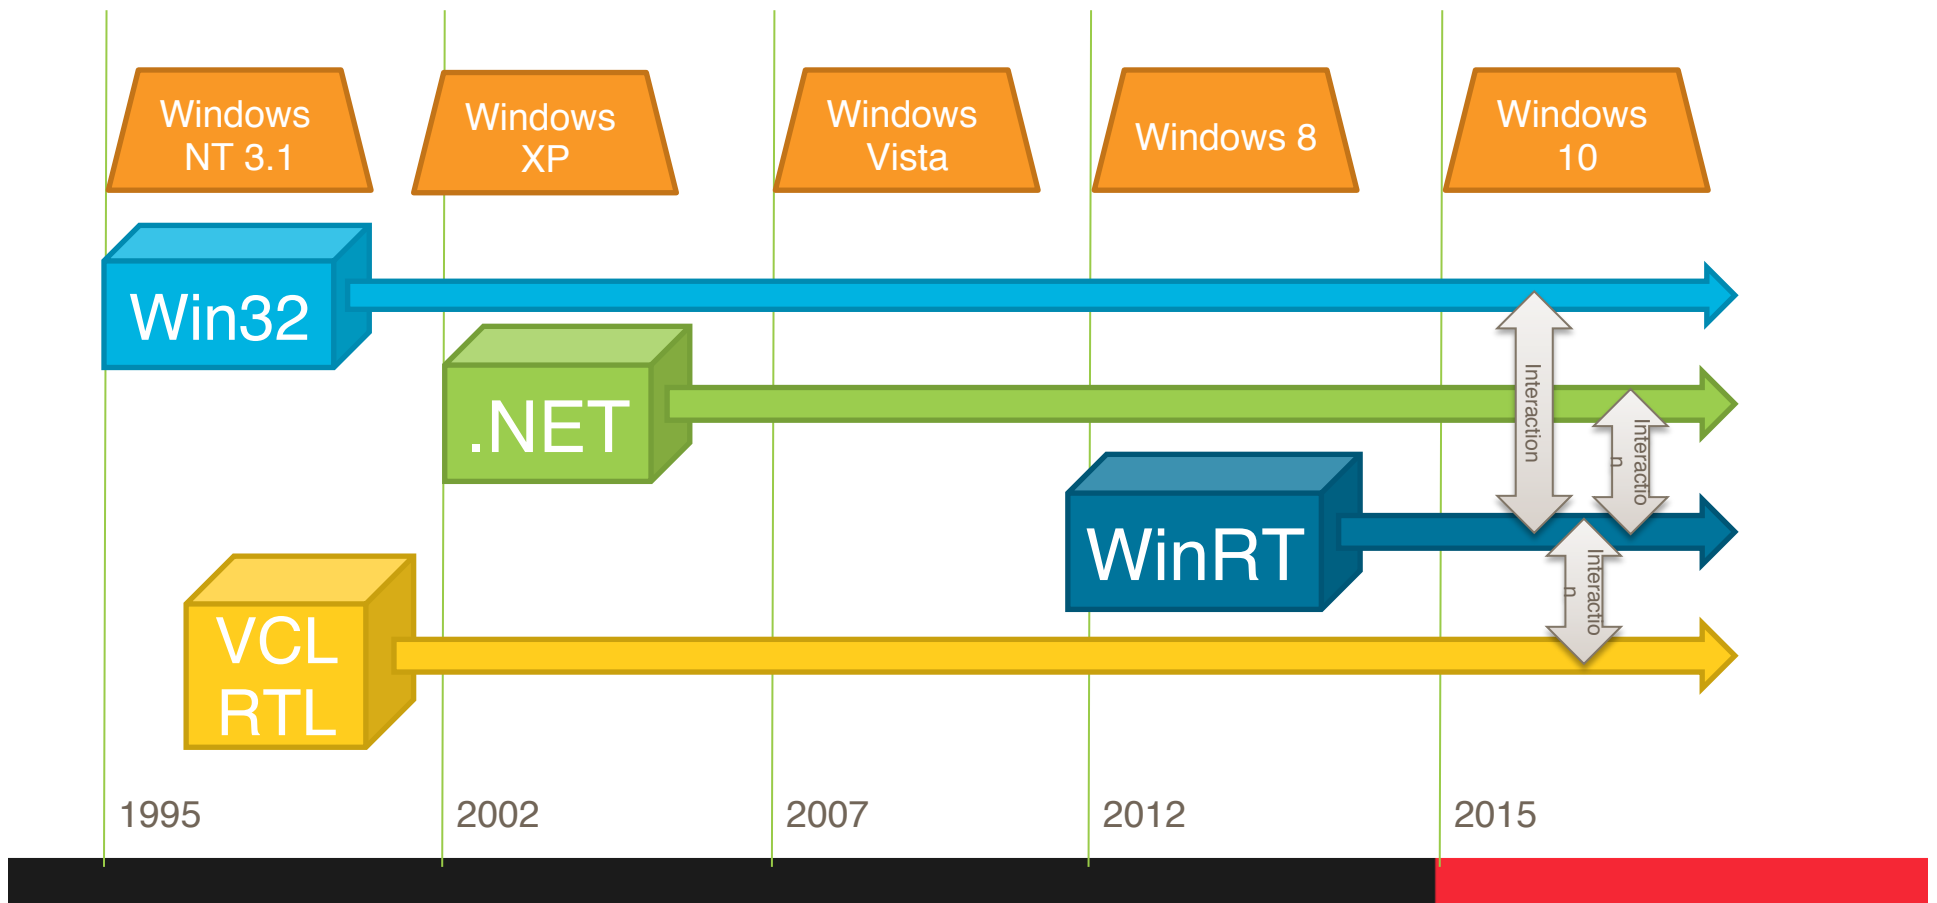 Windows
NT 3.1
Windows
XP
Windows
Vista
Windows 8
Windows
10
Win32
.NET
WinRT
VCL
RTL
Interaction
Interactio
n
Interactio
n
1995
2002
2007
2012
2015